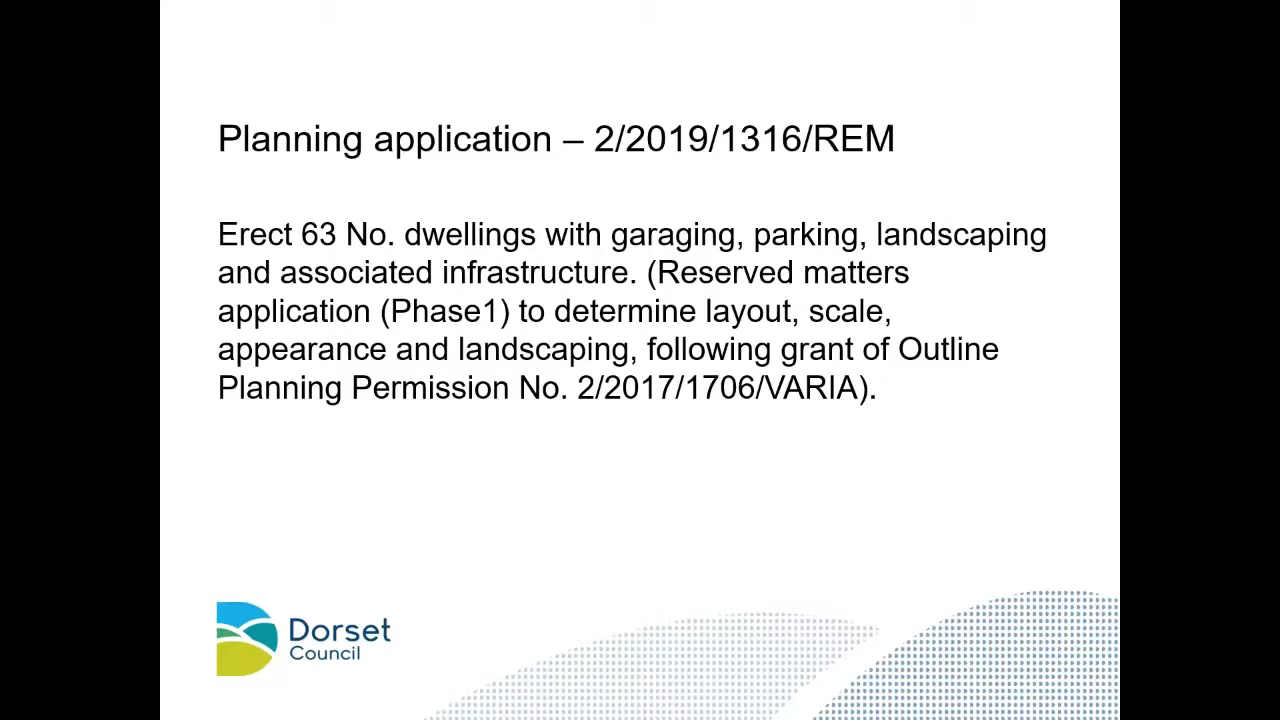 Planning application – 2/2019/1316/REM
Erect 63 No. dwellings with garaging, parking, landscaping
and associated infrastructure. (Reserved matters
application (Phase1) to determine layout, scale,
appearance and landscaping, following grant of Outline
Planning Permission No. 2/2017/1706/VARIA).
Dorset
Council